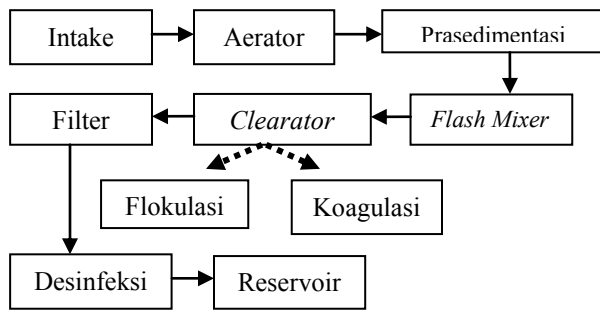 Intake
Aerator
Prasedimentasi
Filter
Clearator
Flash Mixer
Flokulasi
Koagulasi
Desinfeksi
Reservoir